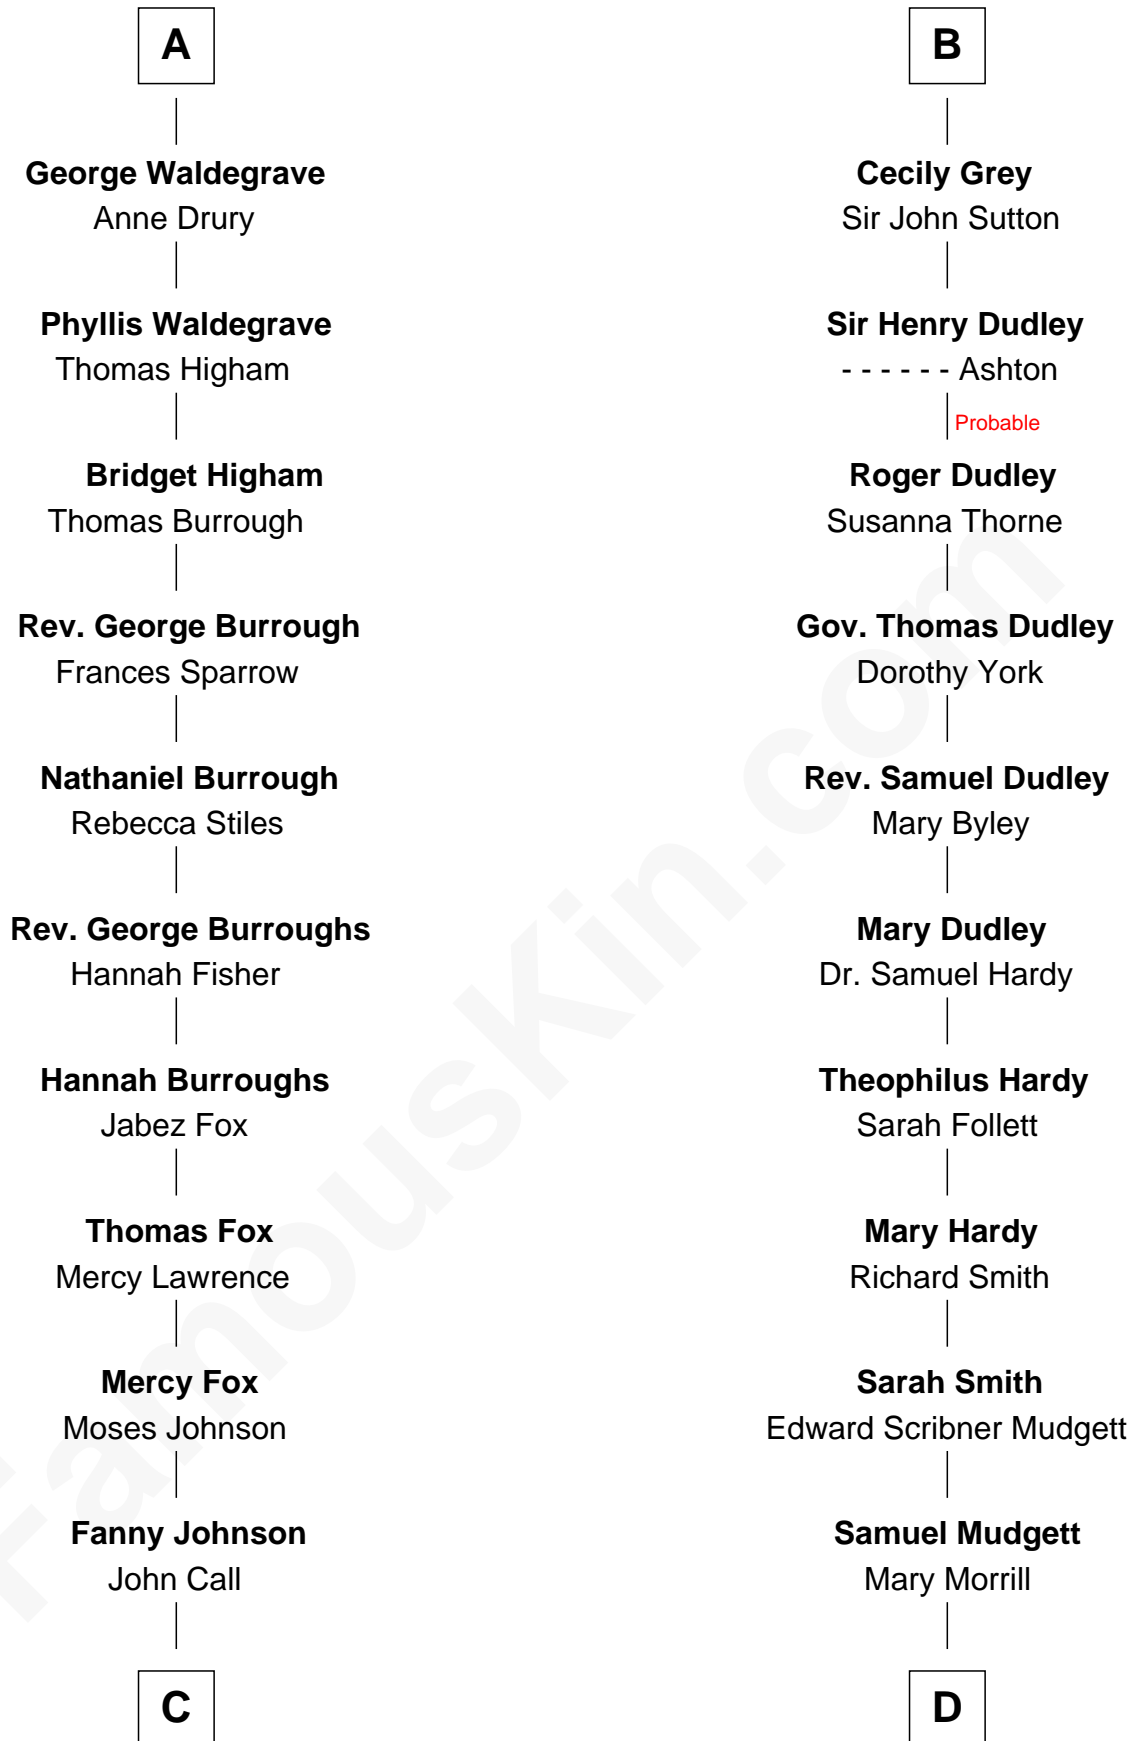 A
George Waldegrave
Anne Drury
Phyllis Waldegrave
Thomas Higham
Bridget Higham
Thomas Burrough
Rev. George Burrough
Frances Sparrow
Nathaniel Burrough
Rebecca Stiles
Rev. George Burroughs
Hannah Fisher
Hannah Burroughs
Jabez Fox
Thomas Fox
Mercy Lawrence
Mercy Fox
Moses Johnson
Fanny Johnson
John Call
C
B
Cecily Grey
Sir John Sutton
Sir Henry Dudley
- - - - - - Ashton
Probable
Roger Dudley
Susanna Thorne
Gov. Thomas Dudley
Dorothy York
Rev. Samuel Dudley
Mary Byley
Mary Dudley
Dr. Samuel Hardy
Theophilus Hardy
Sarah Follett
Mary Hardy
Richard Smith
Sarah Smith
Edward Scribner Mudgett
Samuel Mudgett
Mary Morrill
D
FamousKin.com